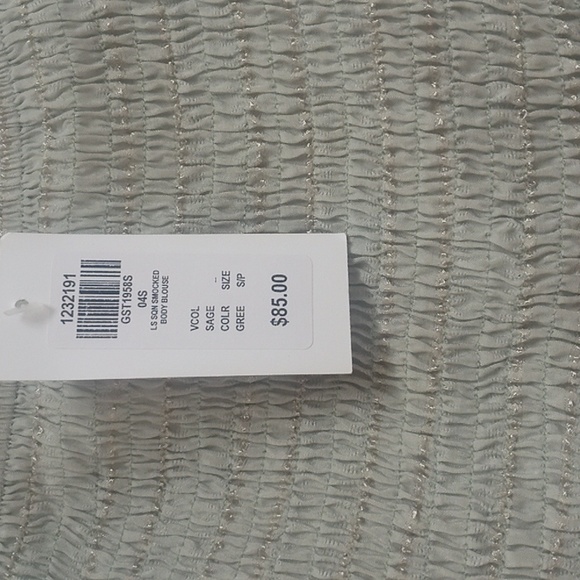 1232191
GST1958S
04S
LS SQN SMOCKED
BODY BLOUSE
VCOL
SAGE --
COLR SIZE
GREE S/P
$85.00